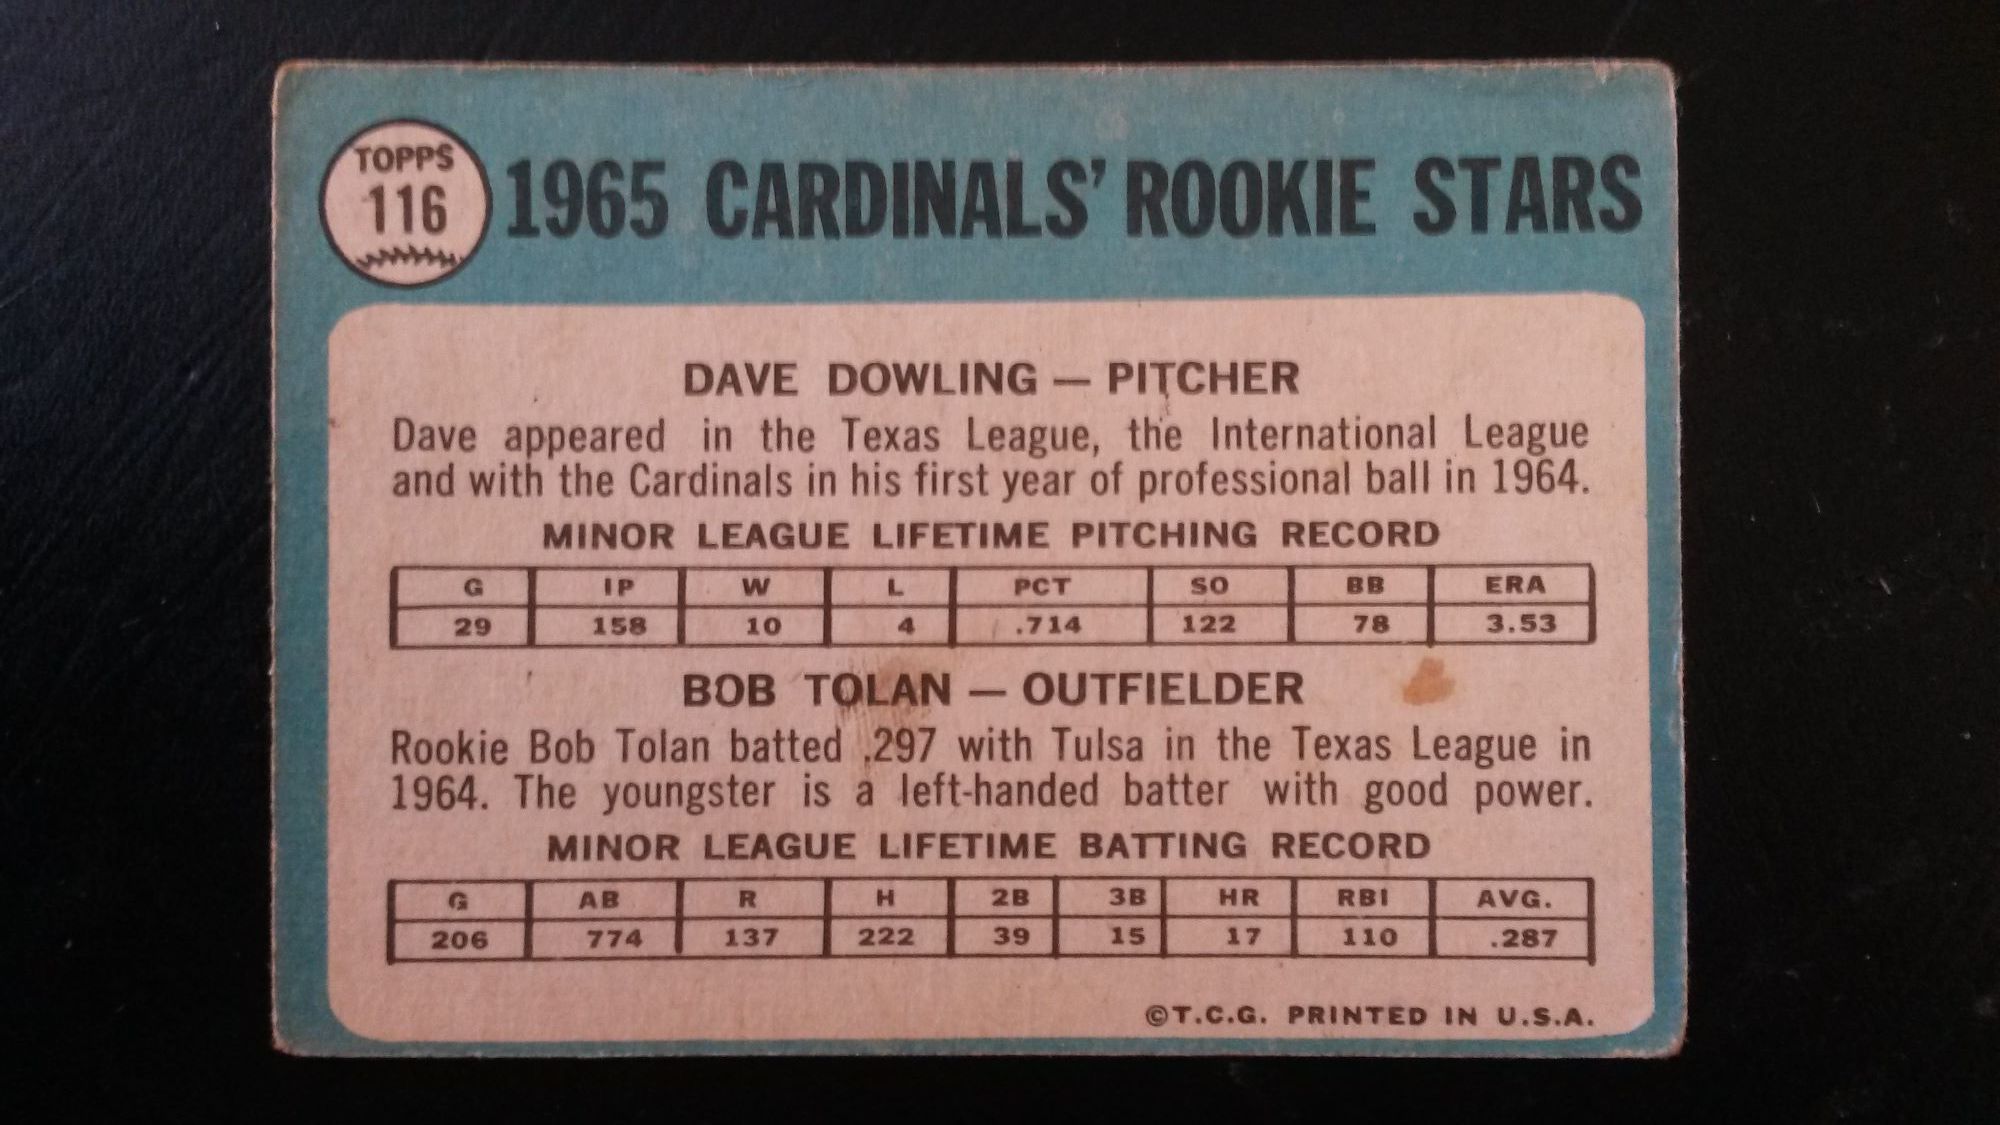 TOPPS
116
1965 CARDINALS' ROOKIE STARS
DAVE DOWLING — PITCHER
Dave appeared in the Texas League, the International League
and with the Cardinals in his first year of professional ball in 1964.
MINOR LEAGUE LIFETIME PITCHING RECORD
G IP W L PCT SO BB ERA
29 158 10 4 .714 122 78 3.53
BOB TOLAN — OUTFIELDER
Rookie Bob Tolan batted .297 with Tulsa in the Texas League in
1964. The youngster is a left-handed batter with good power.
MINOR LEAGUE LIFETIME BATTING RECORD
G AB R H 2B 3B HR RBI AVG.
206 774 137 222 39 15 17 110 .287
©T.C.G. PRINTED IN U.S.A.